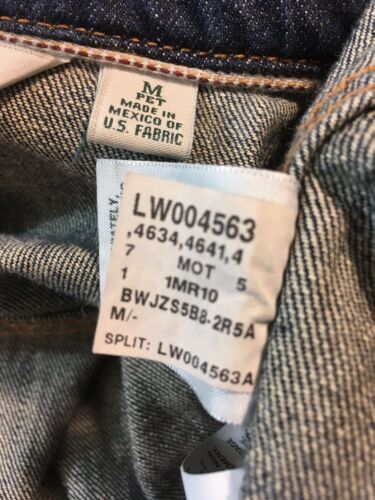 M
PET
MADE IN
MEXICO OF
U.S. FABRIC
LW004563
,4634,4641,4
7 MOT 5
1 1MR10
BWJZS5B8-2R5A
M/-
SPLIT: LW004563A